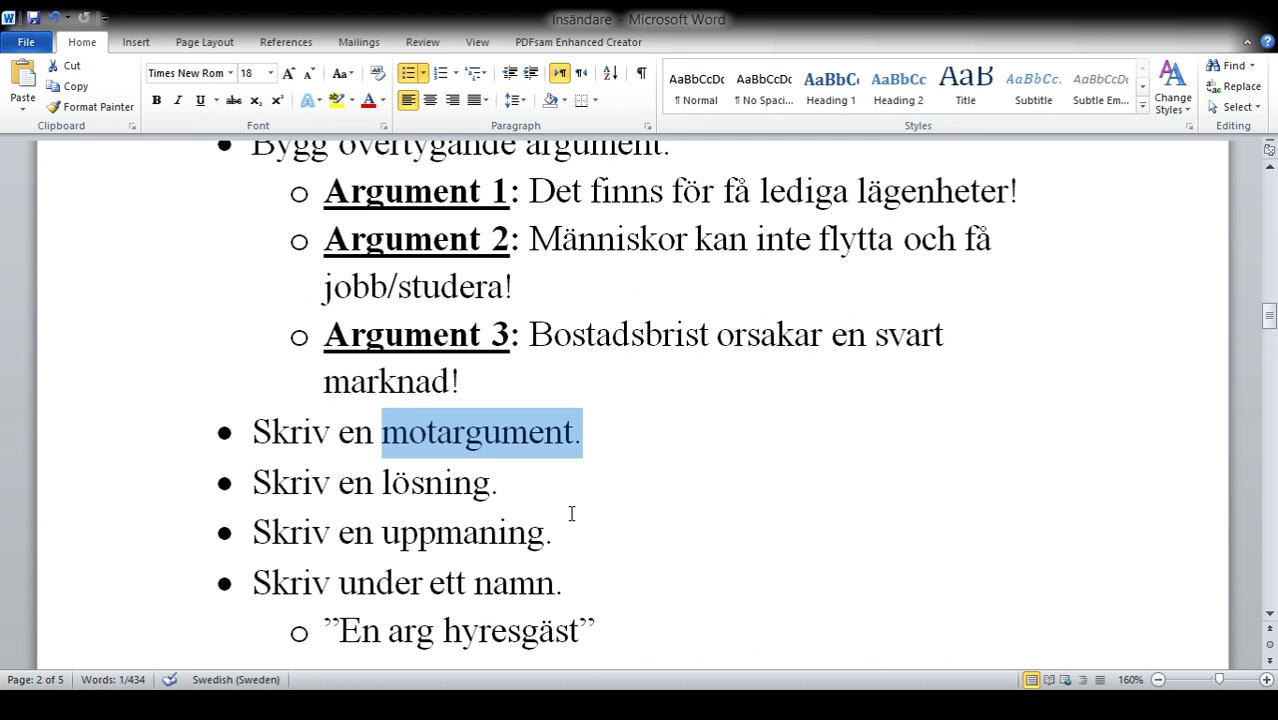 Insändare - Microsoft Word
File Home Insert Page Layout References Mailings Review View PDFsam Enhanced Creator
Paste Cut Copy Format Painter
Times New Rom 18
AaBbCcDc AaBbCcDc AaBbC AaBbCc AaB AaBbCc. AaBbCcDc
¶ Normal ¶ No Spaci... Heading 1 Heading 2 Title Subtitle Subtle Em...
Change Styles
Find Replace Select
Clipboard Font Paragraph Styles Editing
Bygg övertygande argument.
Argument 1: Det finns för få lediga lägenheter!
Argument 2: Människor kan inte flytta och få
jobb/studera!
Argument 3: Bostadsbrist orsakar en svart
marknad!
Skriv en motargument.
Skriv en lösning.
Skriv en uppmaning.
Skriv under ett namn.
”En arg hyresgäst”
Page: 2 of 5 Words: 1/434 Swedish (Sweden) 160%